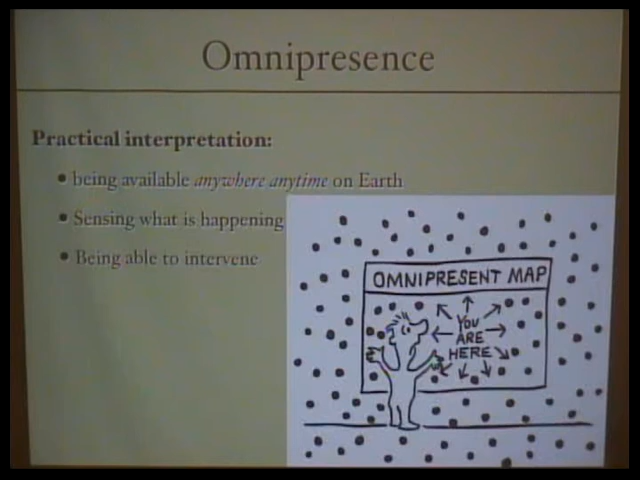 Omnipresence
Practical interpretation:
• being available anywhere anytime on Earth
• Sensing what is happening
• Being able to intervene
OMNIPRESENT MAP
YOU
ARE
HERE